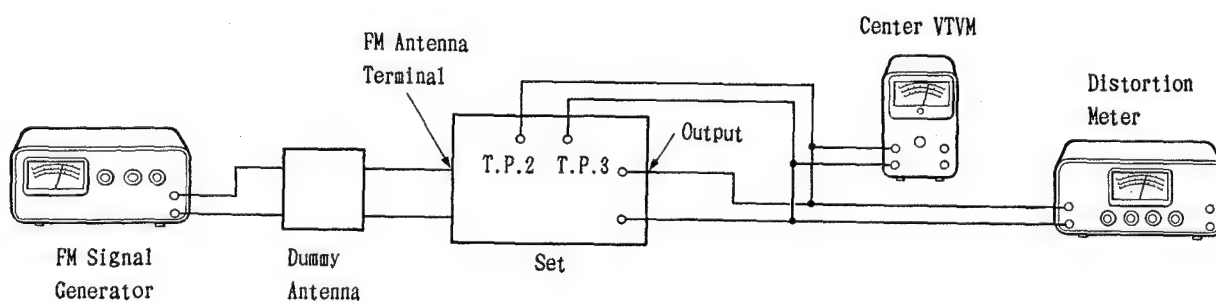 Center VTVM
FM Antenna
Terminal
Distortion
Meter
Output
T.P.2 T.P.3
FM Signal
Generator
Dummy
Antenna
Set